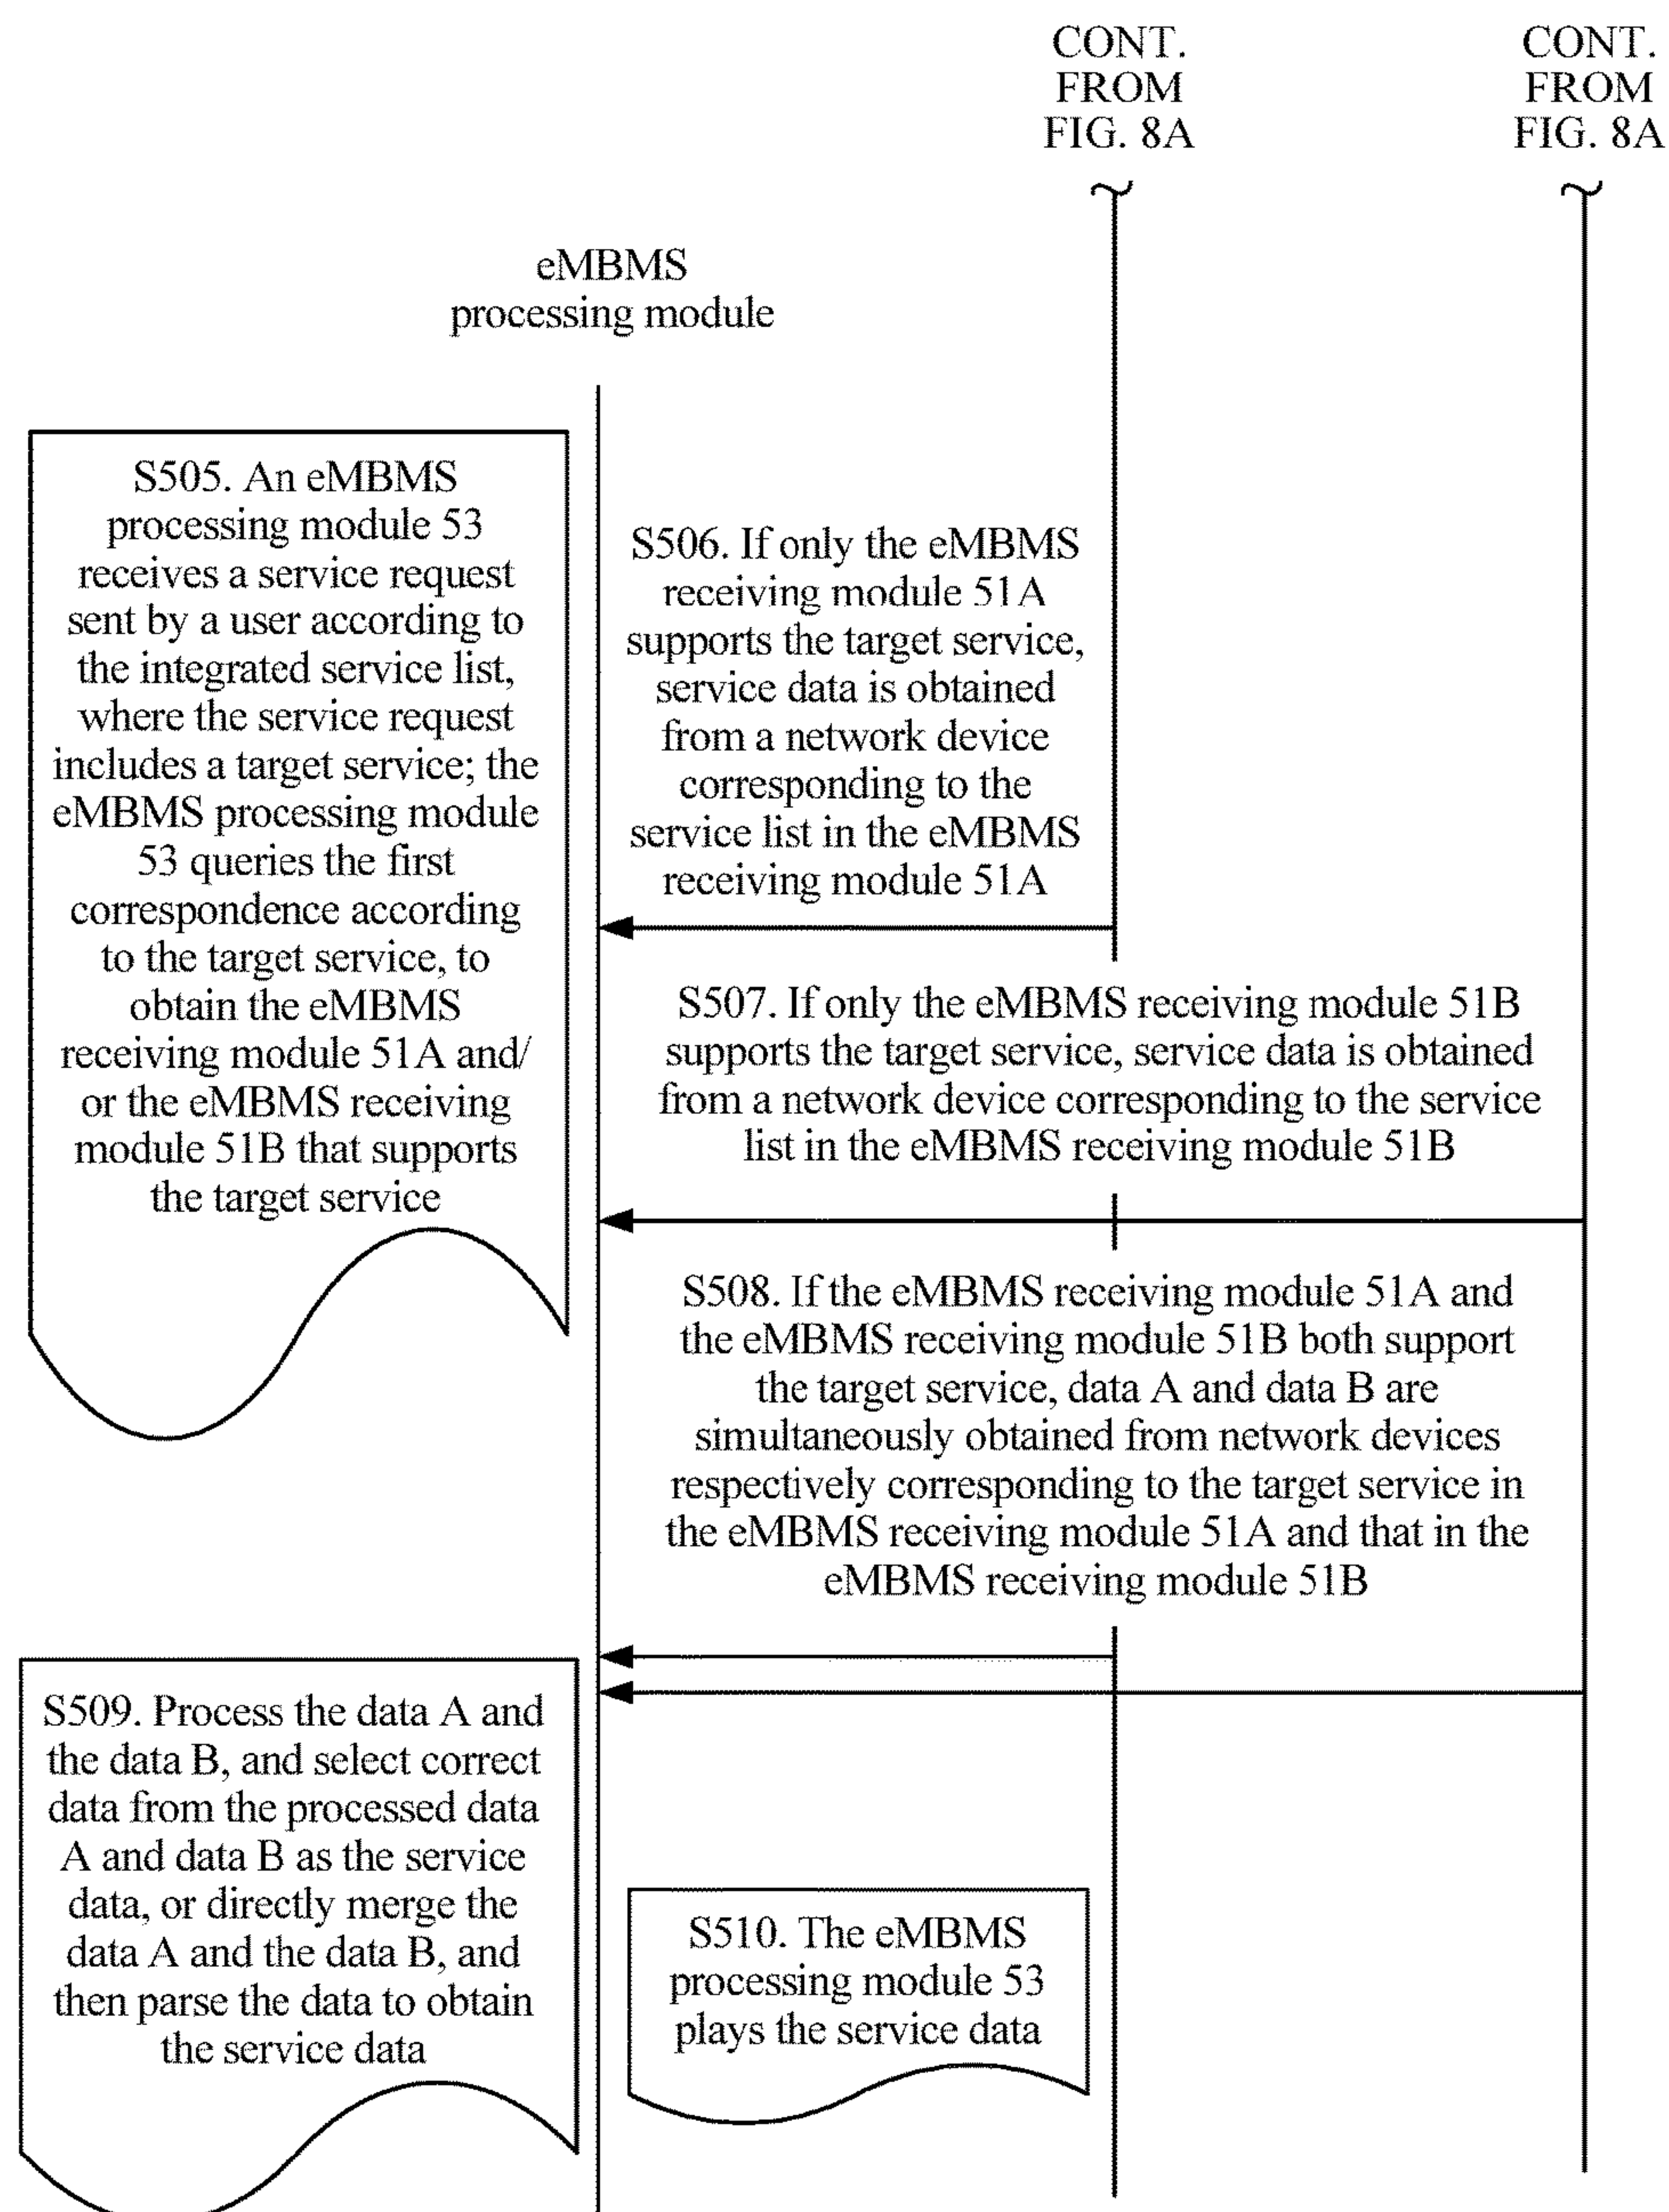 CONT.
FROM
FIG. 8A
CONT.
FROM
FIG. 8A
eMBMS
processing module
S505. An eMBMS
processing module 53
receives a service request
sent by a user according to
the integrated service list,
where the service request
includes a target service; the
eMBMS processing module
53 queries the first
correspondence according
to the target service, to
obtain the eMBMS
receiving module 51A and/
or the eMBMS receiving
module 51B that supports
the target service
S506. If only the eMBMS
receiving module 51A
supports the target service,
service data is obtained
from a network device
corresponding to the
service list in the eMBMS
receiving module 51A
S507. If only the eMBMS receiving module 51B
supports the target service, service data is obtained
from a network device corresponding to the service
list in the eMBMS receiving module 51B
S508. If the eMBMS receiving module 51A and
the eMBMS receiving module 51B both support
the target service, data A and data B are
simultaneously obtained from network devices
respectively corresponding to the target service in
the eMBMS receiving module 51A and that in the
eMBMS receiving module 51B
S509. Process the data A and
the data B, and select correct
data from the processed data
A and data B as the service
data, or directly merge the
data A and the data B, and
then parse the data to obtain
the service data
S510. The eMBMS
processing module 53
plays the service data